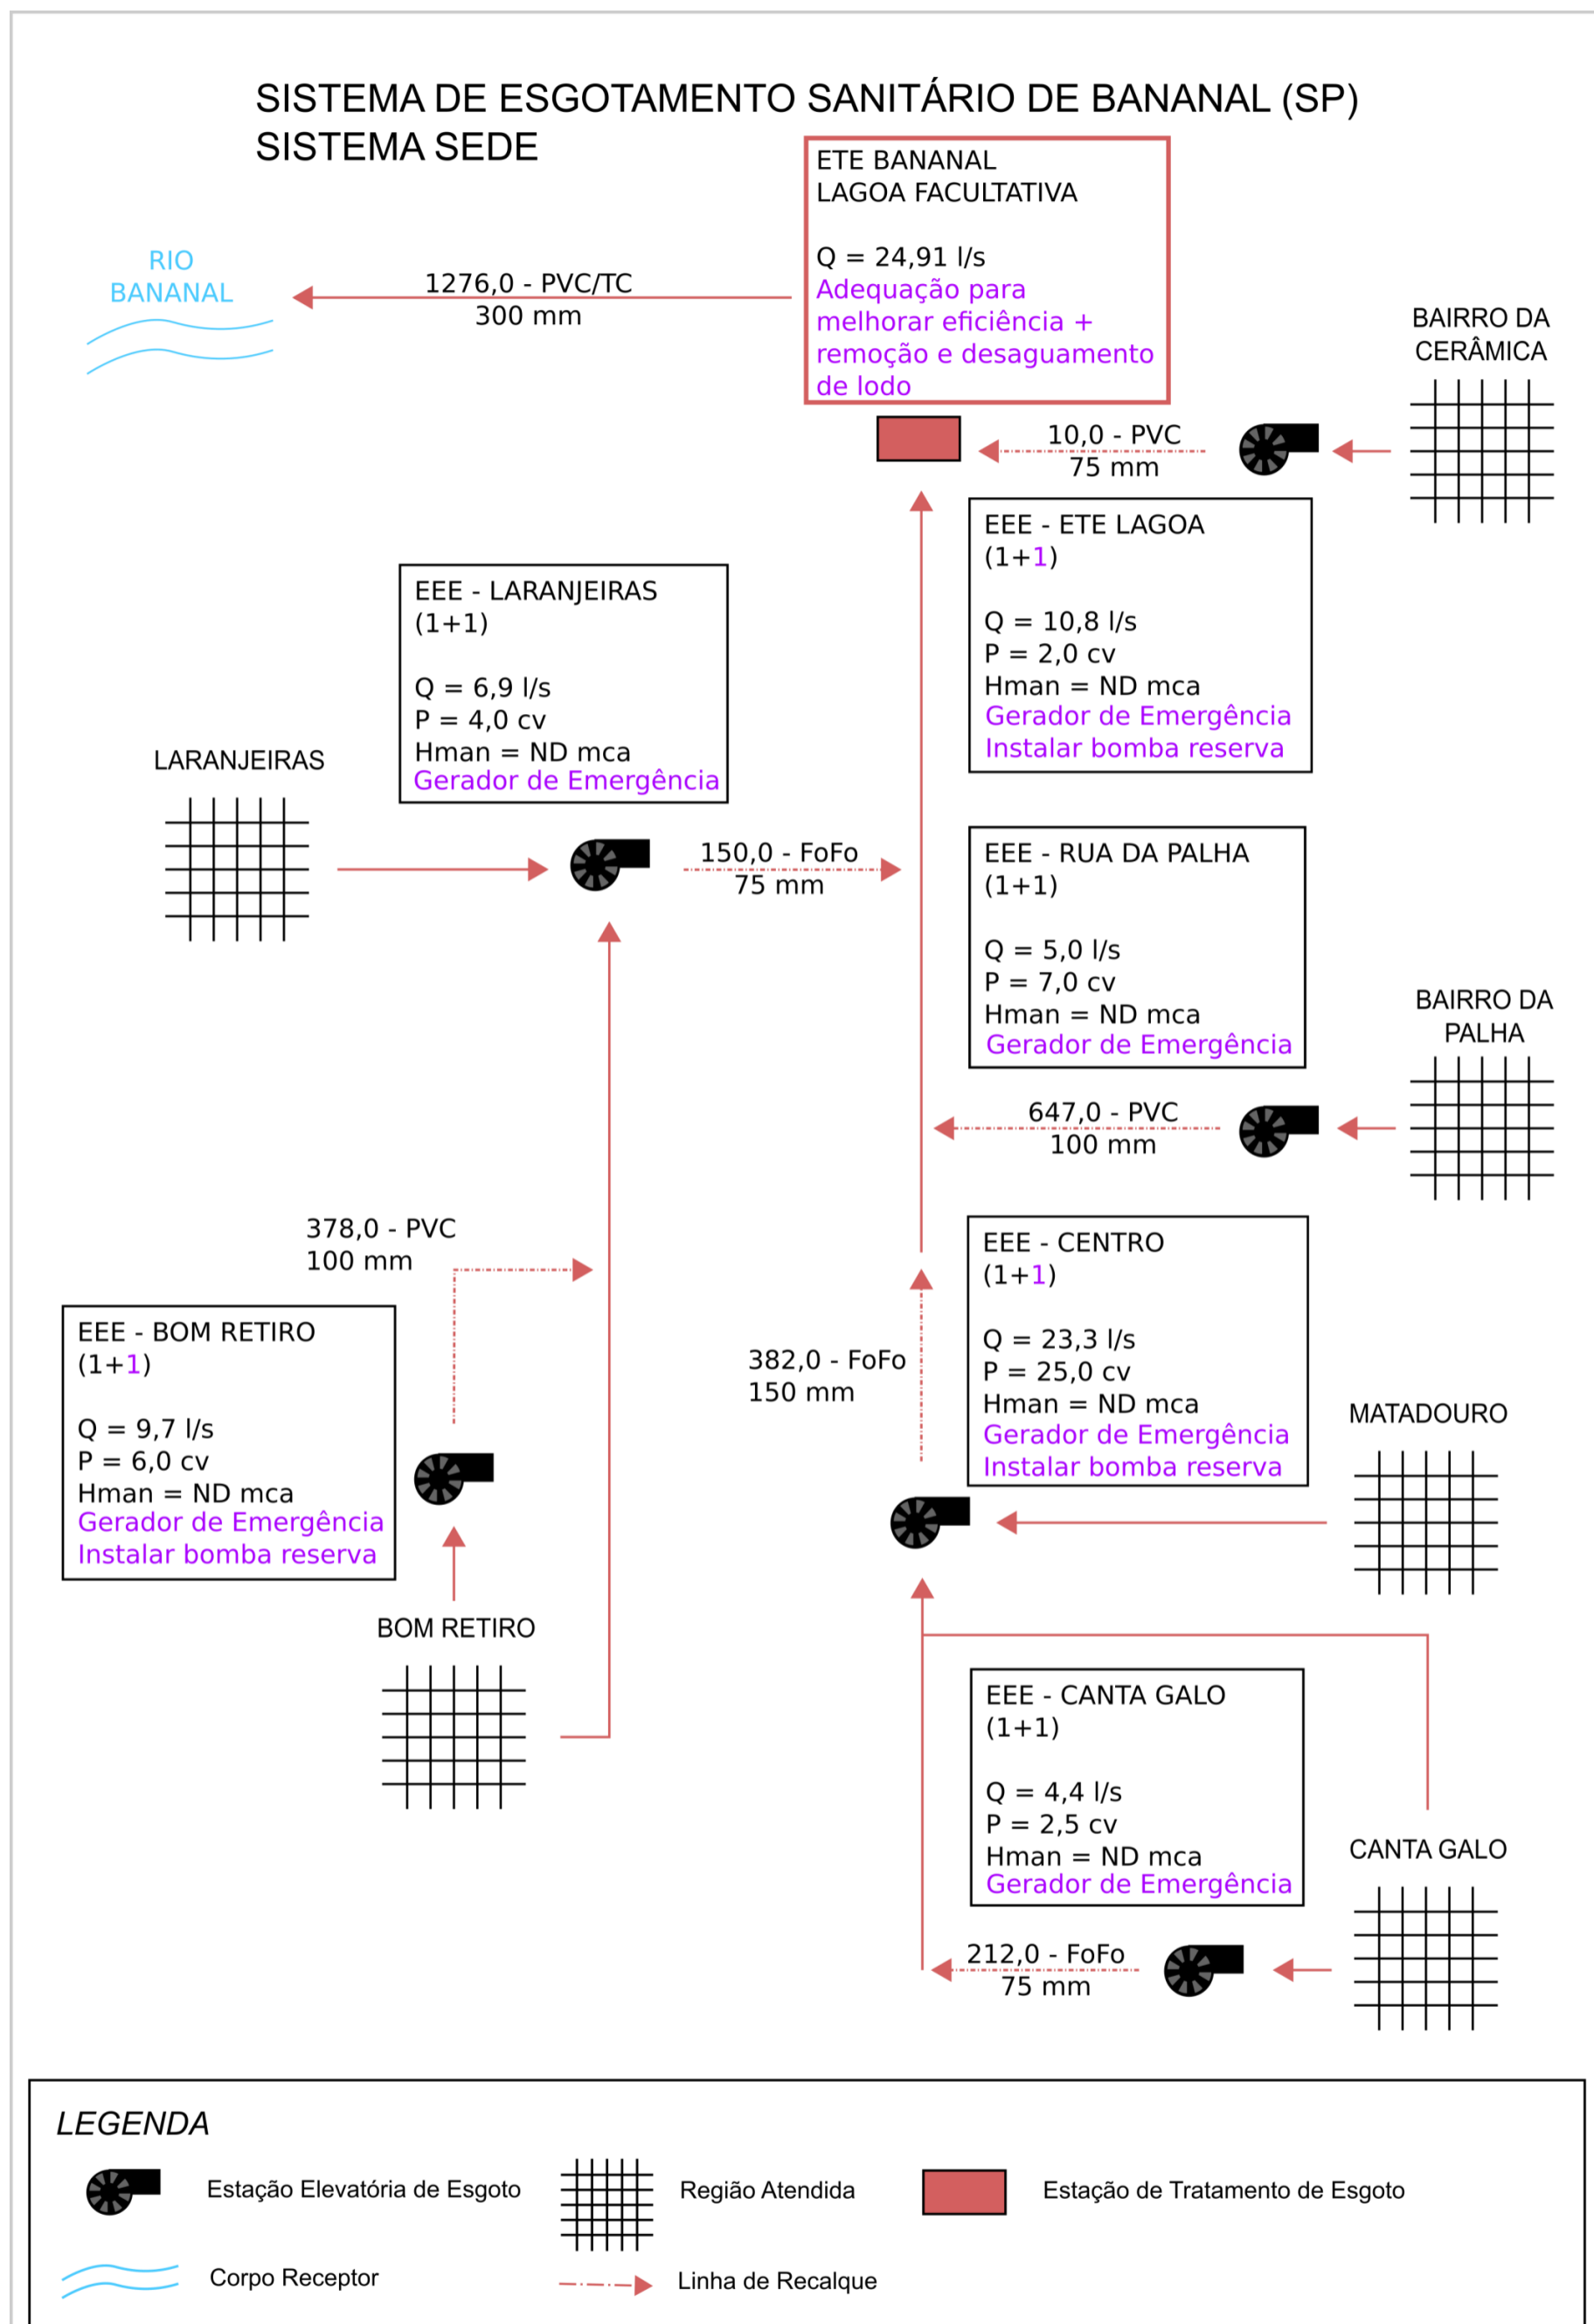 SISTEMA DE ESGOTAMENTO SANITÁRIO DE BANANAL (SP)
SISTEMA SEDE
ETE BANANAL
LAGOA FACULTATIVA
Q = 24,91 l/s
Adequação para
melhorar eficiência +
remoção e desaguamento
de lodo
RIO
BANANAL
1276,0 - PVC/TC
300 mm
BAIRRO DA
CERÂMICA
10,0 - PVC
75 mm
EEE - ETE LAGOA
(1+1)
Q = 10,8 l/s
P = 2,0 cv
Hman = ND mca
Gerador de Emergência
Instalar bomba reserva
EEE - LARANJEIRAS
(1+1)
Q = 6,9 l/s
P = 4,0 cv
Hman = ND mca
Gerador de Emergência
LARANJEIRAS
150,0 - FoFo
75 mm
EEE - RUA DA PALHA
(1+1)
Q = 5,0 l/s
P = 7,0 cv
Hman = ND mca
Gerador de Emergência
BAIRRO DA
PALHA
647,0 - PVC
100 mm
378,0 - PVC
100 mm
EEE - CENTRO
(1+1)
Q = 23,3 l/s
P = 25,0 cv
Hman = ND mca
Gerador de Emergência
Instalar bomba reserva
382,0 - FoFo
150 mm
EEE - BOM RETIRO
(1+1)
Q = 9,7 l/s
P = 6,0 cv
Hman = ND mca
Gerador de Emergência
Instalar bomba reserva
MATADOURO
BOM RETIRO
EEE - CANTA GALO
(1+1)
Q = 4,4 l/s
P = 2,5 cv
Hman = ND mca
Gerador de Emergência
CANTA GALO
212,0 - FoFo
75 mm
LEGENDA
Estação Elevatória de Esgoto
Região Atendida
Estação de Tratamento de Esgoto
Corpo Receptor
Linha de Recalque